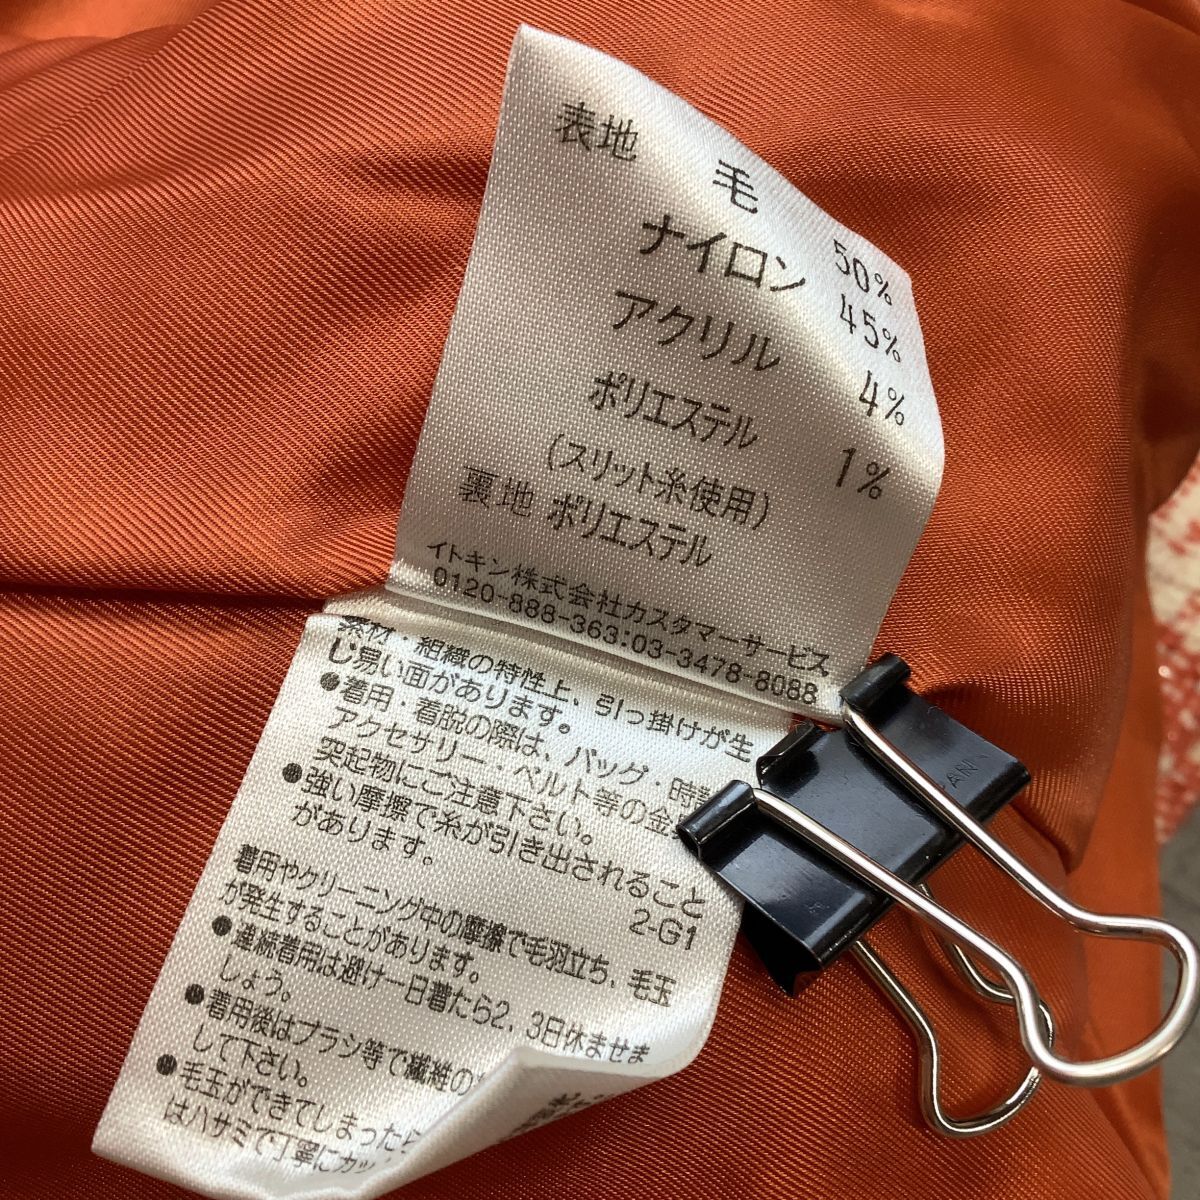 表地 毛 50%
ナイロン 45%
アクリル 4%
ポリエステル 1%
(スリット糸使用)
裏地 ポリエステル
イトキン株式会社カスタマーサービス
0120-888-363:03-3478-8088
素材・組織の特性上、引っ掛けが生
じ易い面があります。
●着用・着脱の際は、バッグ・時計
アクセサリー・ベルト等の金
突起物にご注意下さい。
●強い摩擦で糸が引き出されること
があります。
2-G1
着用やクリーニング中の摩擦で毛羽立ち、毛玉
が発生することがあります。
●連続着用は避け一日着たら2、3日休ませま
しょう。
●着用後はブラシ等で繊維の
して下さい。
●毛玉ができてしまったら
はハサミで丁寧にカッ